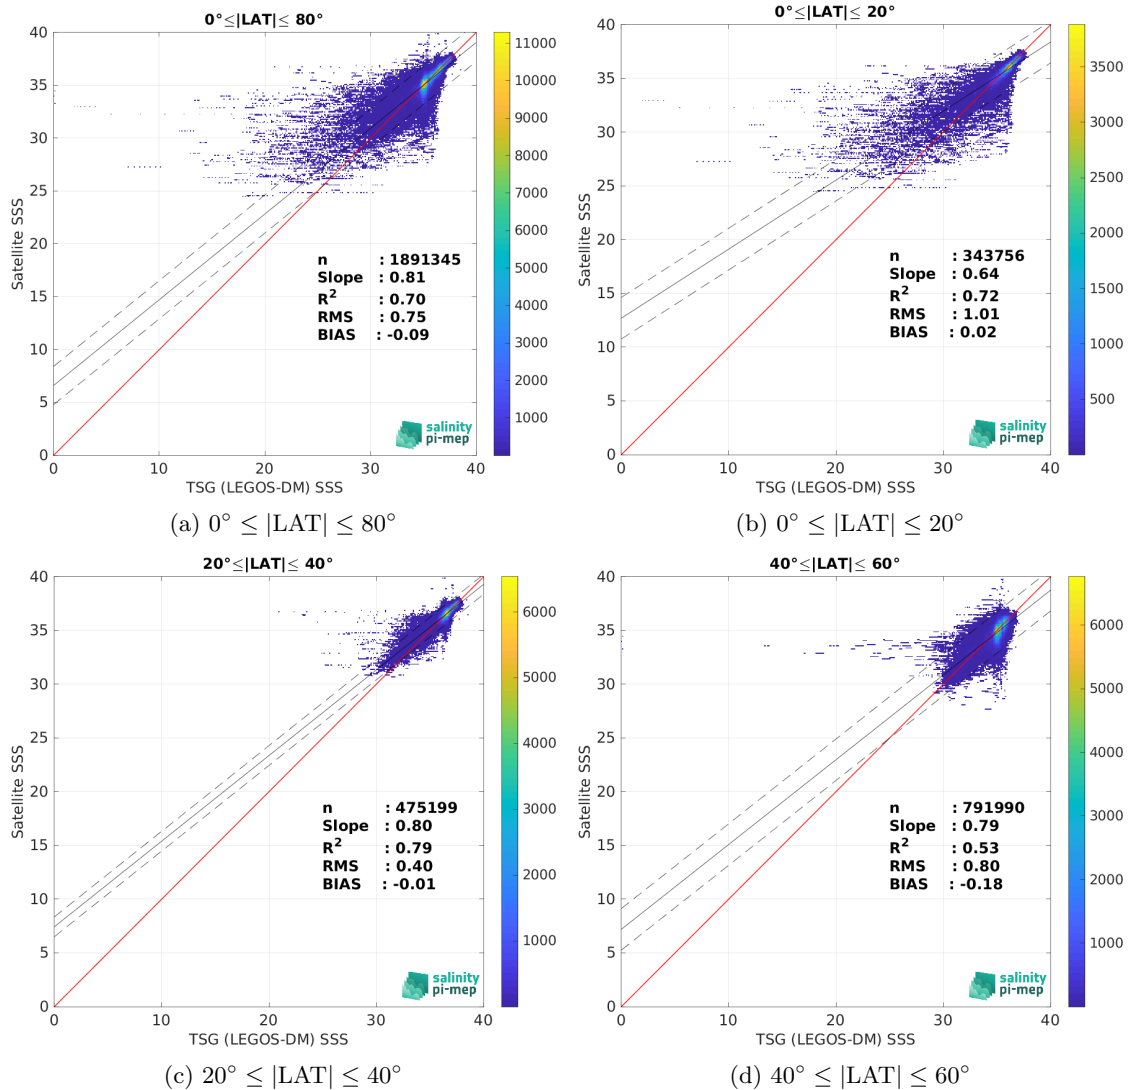 0°≤|LAT|≤ 80°
40
35
30
25
20
15
10
5
0
Satellite SSS
0
10
20
30
40
TSG (LEGOS-DM) SSS
11000
10000
9000
8000
7000
6000
5000
4000
3000
2000
1000
n : 1891345
Slope : 0.81
R² : 0.70
RMS : 0.75
BIAS : -0.09
salinity
pi-mep
(a) 0° ≤ |LAT| ≤ 80°
0°≤|LAT|≤ 20°
40
35
30
25
20
15
10
5
0
Satellite SSS
0
10
20
30
40
TSG (LEGOS-DM) SSS
3500
3000
2500
2000
1500
1000
500
n : 343756
Slope : 0.64
R² : 0.72
RMS : 1.01
BIAS : 0.02
salinity
pi-mep
(b) 0° ≤ |LAT| ≤ 20°
20°≤|LAT|≤ 40°
40
35
30
25
20
15
10
5
0
Satellite SSS
0
10
20
30
40
TSG (LEGOS-DM) SSS
6000
5000
4000
3000
2000
1000
n : 475199
Slope : 0.80
R² : 0.79
RMS : 0.40
BIAS : -0.01
salinity
pi-mep
(c) 20° ≤ |LAT| ≤ 40°
40°≤|LAT|≤ 60°
40
35
30
25
20
15
10
5
0
Satellite SSS
0
10
20
30
40
TSG (LEGOS-DM) SSS
6000
5000
4000
3000
2000
1000
n : 791990
Slope : 0.79
R² : 0.53
RMS : 0.80
BIAS : -0.18
salinity
pi-mep
(d) 40° ≤ |LAT| ≤ 60°